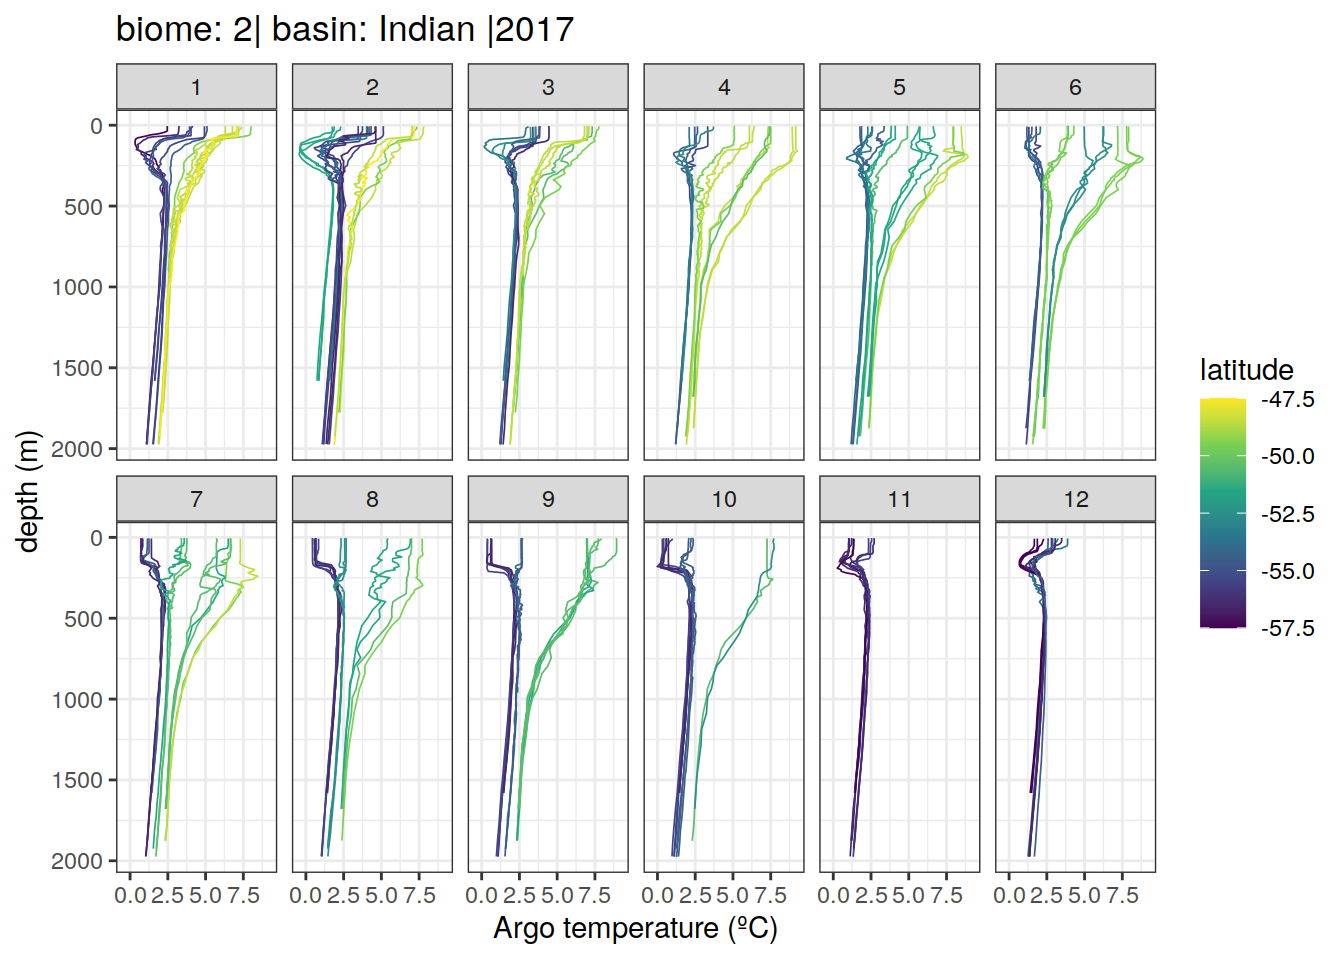 biome: 2| basin: Indian |2017
1 2 3 4 5 6
0
500
1000
1500
2000
7 8 9 10 11 12
0
500
1000
1500
2000
0.0 2.5 5.0 7.5 0.0 2.5 5.0 7.5 0.0 2.5 5.0 7.5 0.0 2.5 5.0 7.5 0.0 2.5 5.0 7.5 0.0 2.5 5.0 7.5
Argo temperature (ºC)
depth (m)
latitude
-47.5
-50.0
-52.5
-55.0
-57.5